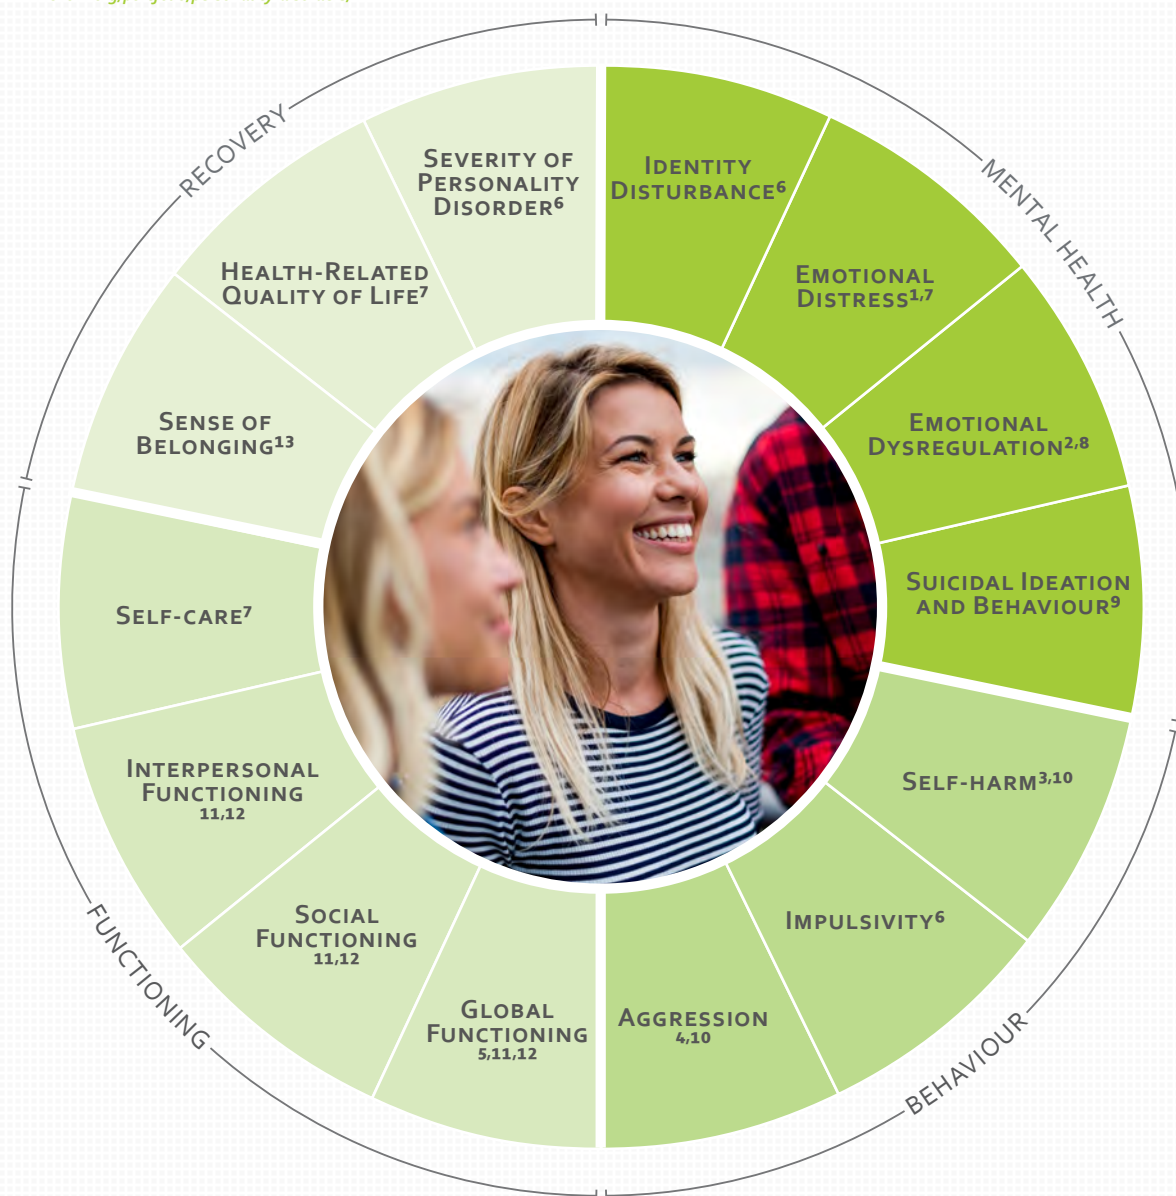 RECOVERY
SEVERITY OF
PERSONALITY
DISORDER⁶
HEALTH-RELATED
QUALITY OF LIFE⁷
SENSE OF
BELONGING¹³
MENTAL HEALTH
IDENTITY
DISTURBANCE⁶
EMOTIONAL
DISTRESS¹,⁷
EMOTIONAL
DYSREGULATION²,⁸
SUICIDAL IDEATION
AND BEHAVIOUR⁹
BEHAVIOUR
SELF-HARM³,¹⁰
IMPULSIVITY⁶
AGGRESSION
4,10
FUNCTIONING
GLOBAL
FUNCTIONING
5,11,12
SOCIAL
FUNCTIONING
11,12
INTERPERSONAL
FUNCTIONING
11,12
SELF-CARE⁷